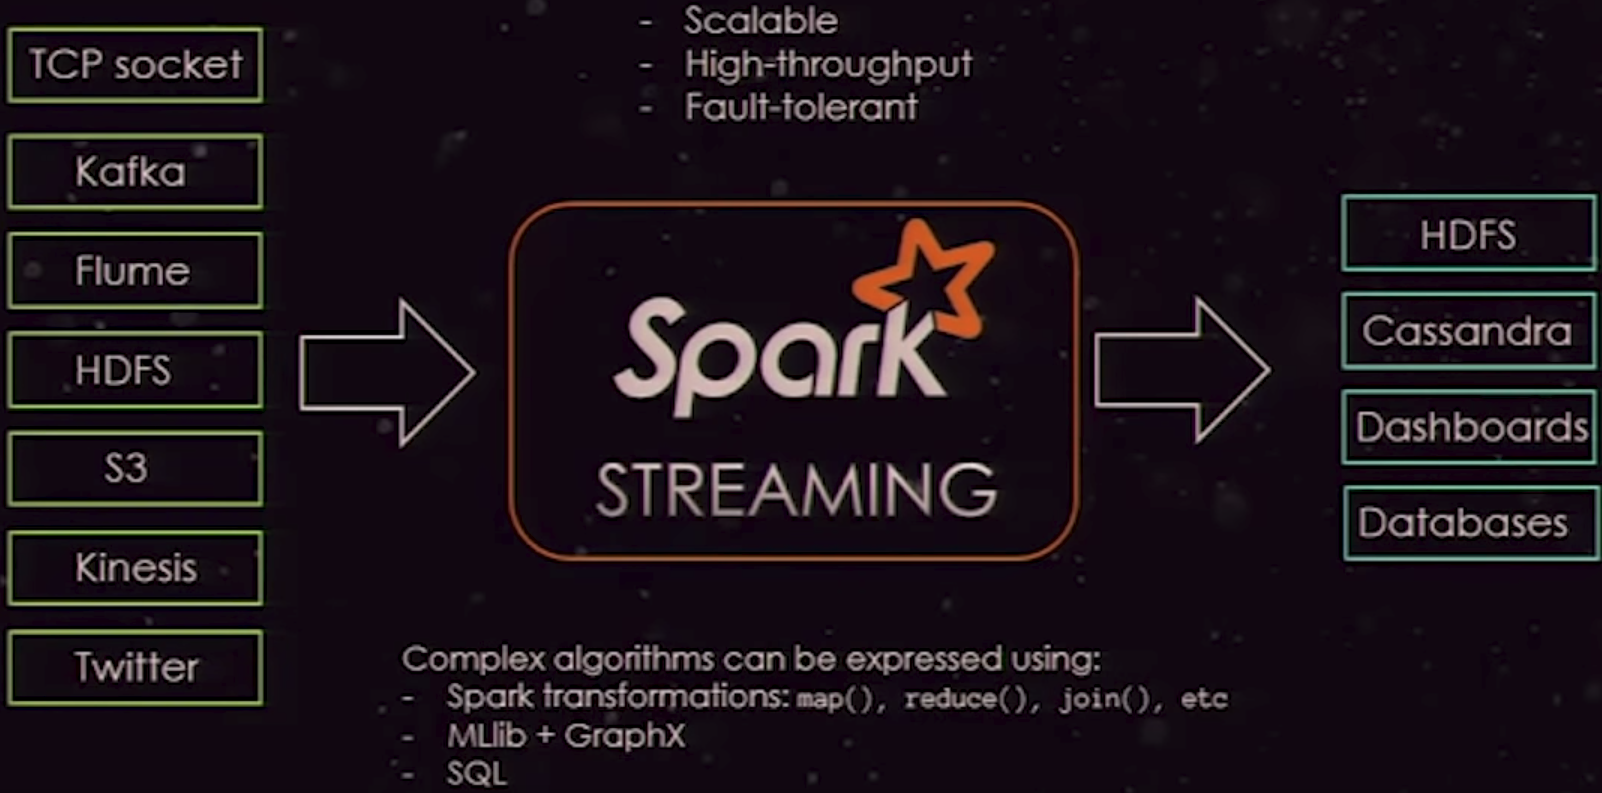 TCP socket
Kafka
Flume
HDFS
S3
Kinesis
Twitter
- Scalable
- High-throughput
- Fault-tolerant
Spark
STREAMING
HDFS
Cassandra
Dashboards
Databases
Complex algorithms can be expressed using:
- Spark transformations: map(), reduce(), join(), etc
- MLlib + GraphX
- SQL